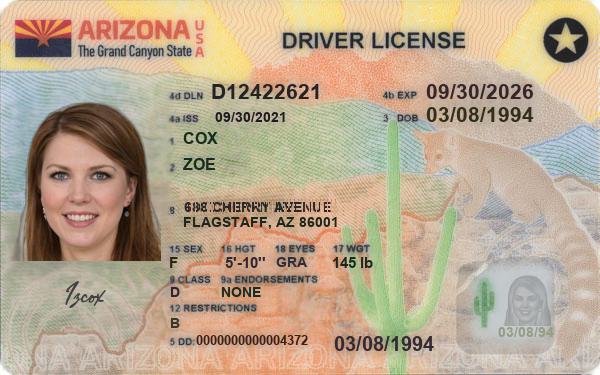 ARIZONA USA
The Grand Canyon State
DRIVER LICENSE
4d DLN D12422621
4b EXP 09/30/2026
4a ISS 09/30/2021
3 DOB 03/08/1994
1 COX
2 ZOE
8 CHERRY AVENUE
FLAGSTAFF, AZ 86001
15 SEX F
16 HGT 5'-10"
18 EYES GRA
17 WGT 145 lb
9 CLASS D
9a ENDORSEMENTS NONE
12 RESTRICTIONS
B
5 DD: 0000000000004372
03/08/1994
03/08/94
ARIZONA ARIZONA ARIZONA ARIZONA